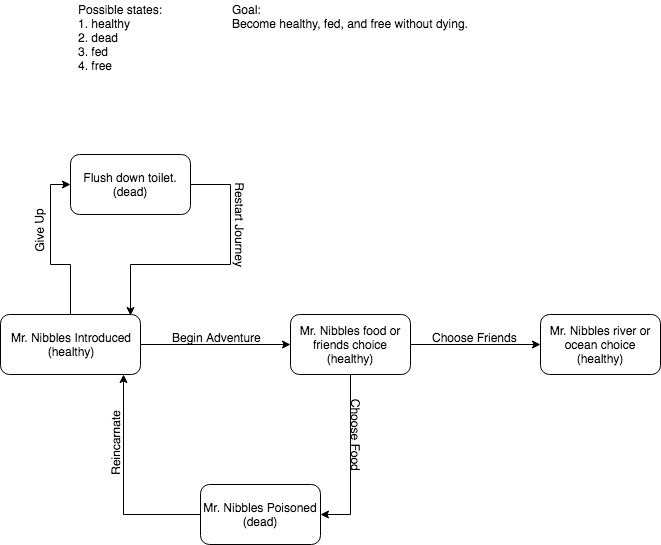 Possible states:
1. healthy
2. dead
3. fed
4. free
Goal:
Become healthy, fed, and free without dying.
Flush down toilet.
(dead)
Give Up
Restart Journey
Mr. Nibbles Introduced
(healthy)
Begin Adventure
Mr. Nibbles food or
friends choice
(healthy)
Choose Friends
Mr. Nibbles river or
ocean choice
(healthy)
Reincarnate
Choose Food
Mr. Nibbles Poisoned
(dead)